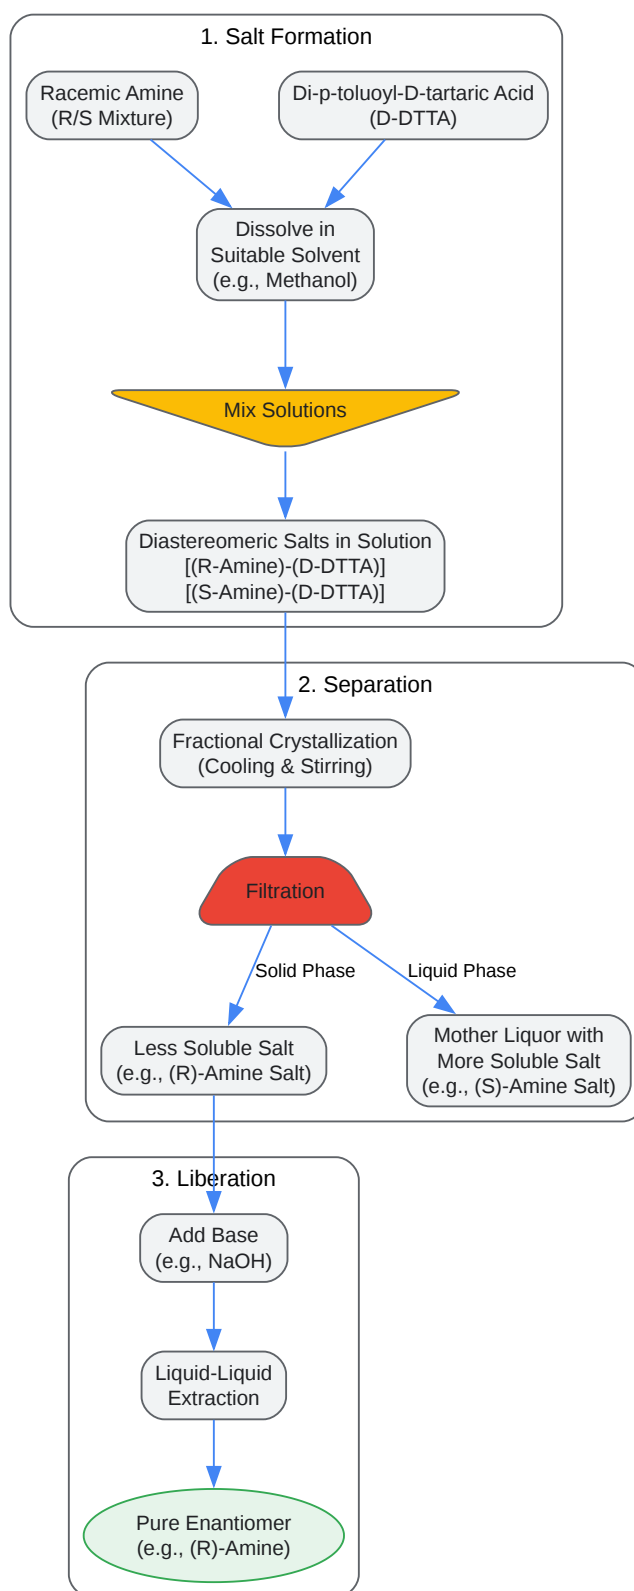 1. Salt Formation
Racemic Amine
(R/S Mixture)
Di-p-toluoyl-D-tartaric Acid
(D-DTTA)
Dissolve in
Suitable Solvent
(e.g., Methanol)
Mix Solutions
Diastereomeric Salts in Solution
[(R-Amine)-(D-DTTA)]
[(S-Amine)-(D-DTTA)]
2. Separation
Fractional Crystallization
(Cooling & Stirring)
Filtration
Solid Phase
Liquid Phase
Less Soluble Salt
(e.g., (R)-Amine Salt)
Mother Liquor with
More Soluble Salt
(e.g., (S)-Amine Salt)
3. Liberation
Add Base
(e.g., NaOH)
Liquid-Liquid
Extraction
Pure Enantiomer
(e.g., (R)-Amine)